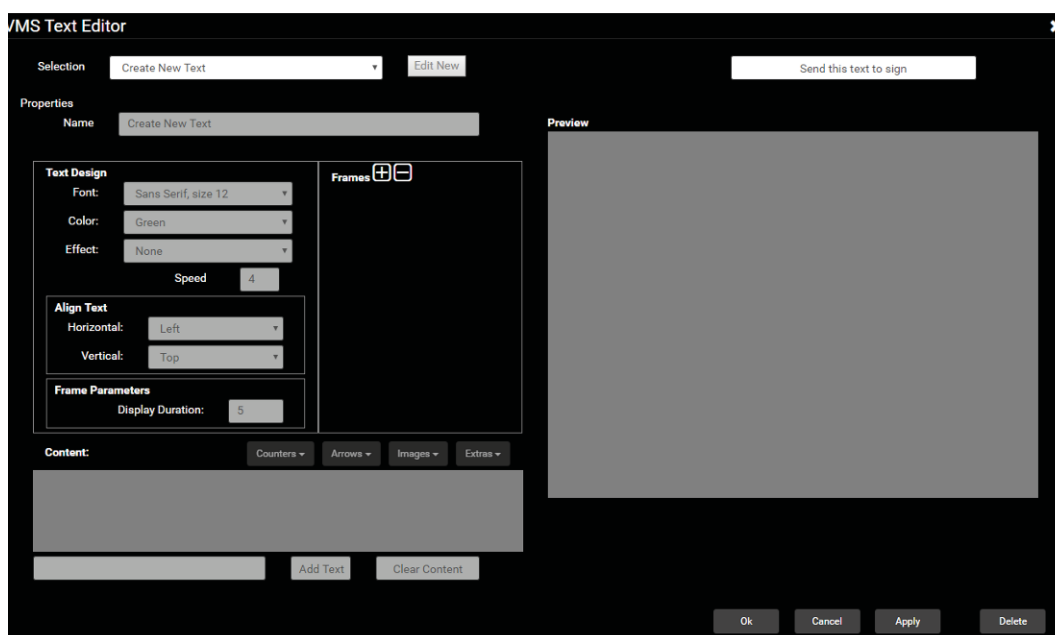 VMS Text Editor
Selection Create New Text Edit New Send this text to sign
Properties
Name Create New Text
Preview
Text Design
Font: Sans Serif, size 12
Color: Green
Effect: None
Speed 4
Align Text
Horizontal: Left
Vertical: Top
Frame Parameters
Display Duration: 5
Frames
Content: Counters Arrows Images Extras
Add Text Clear Content
Ok Cancel Apply Delete